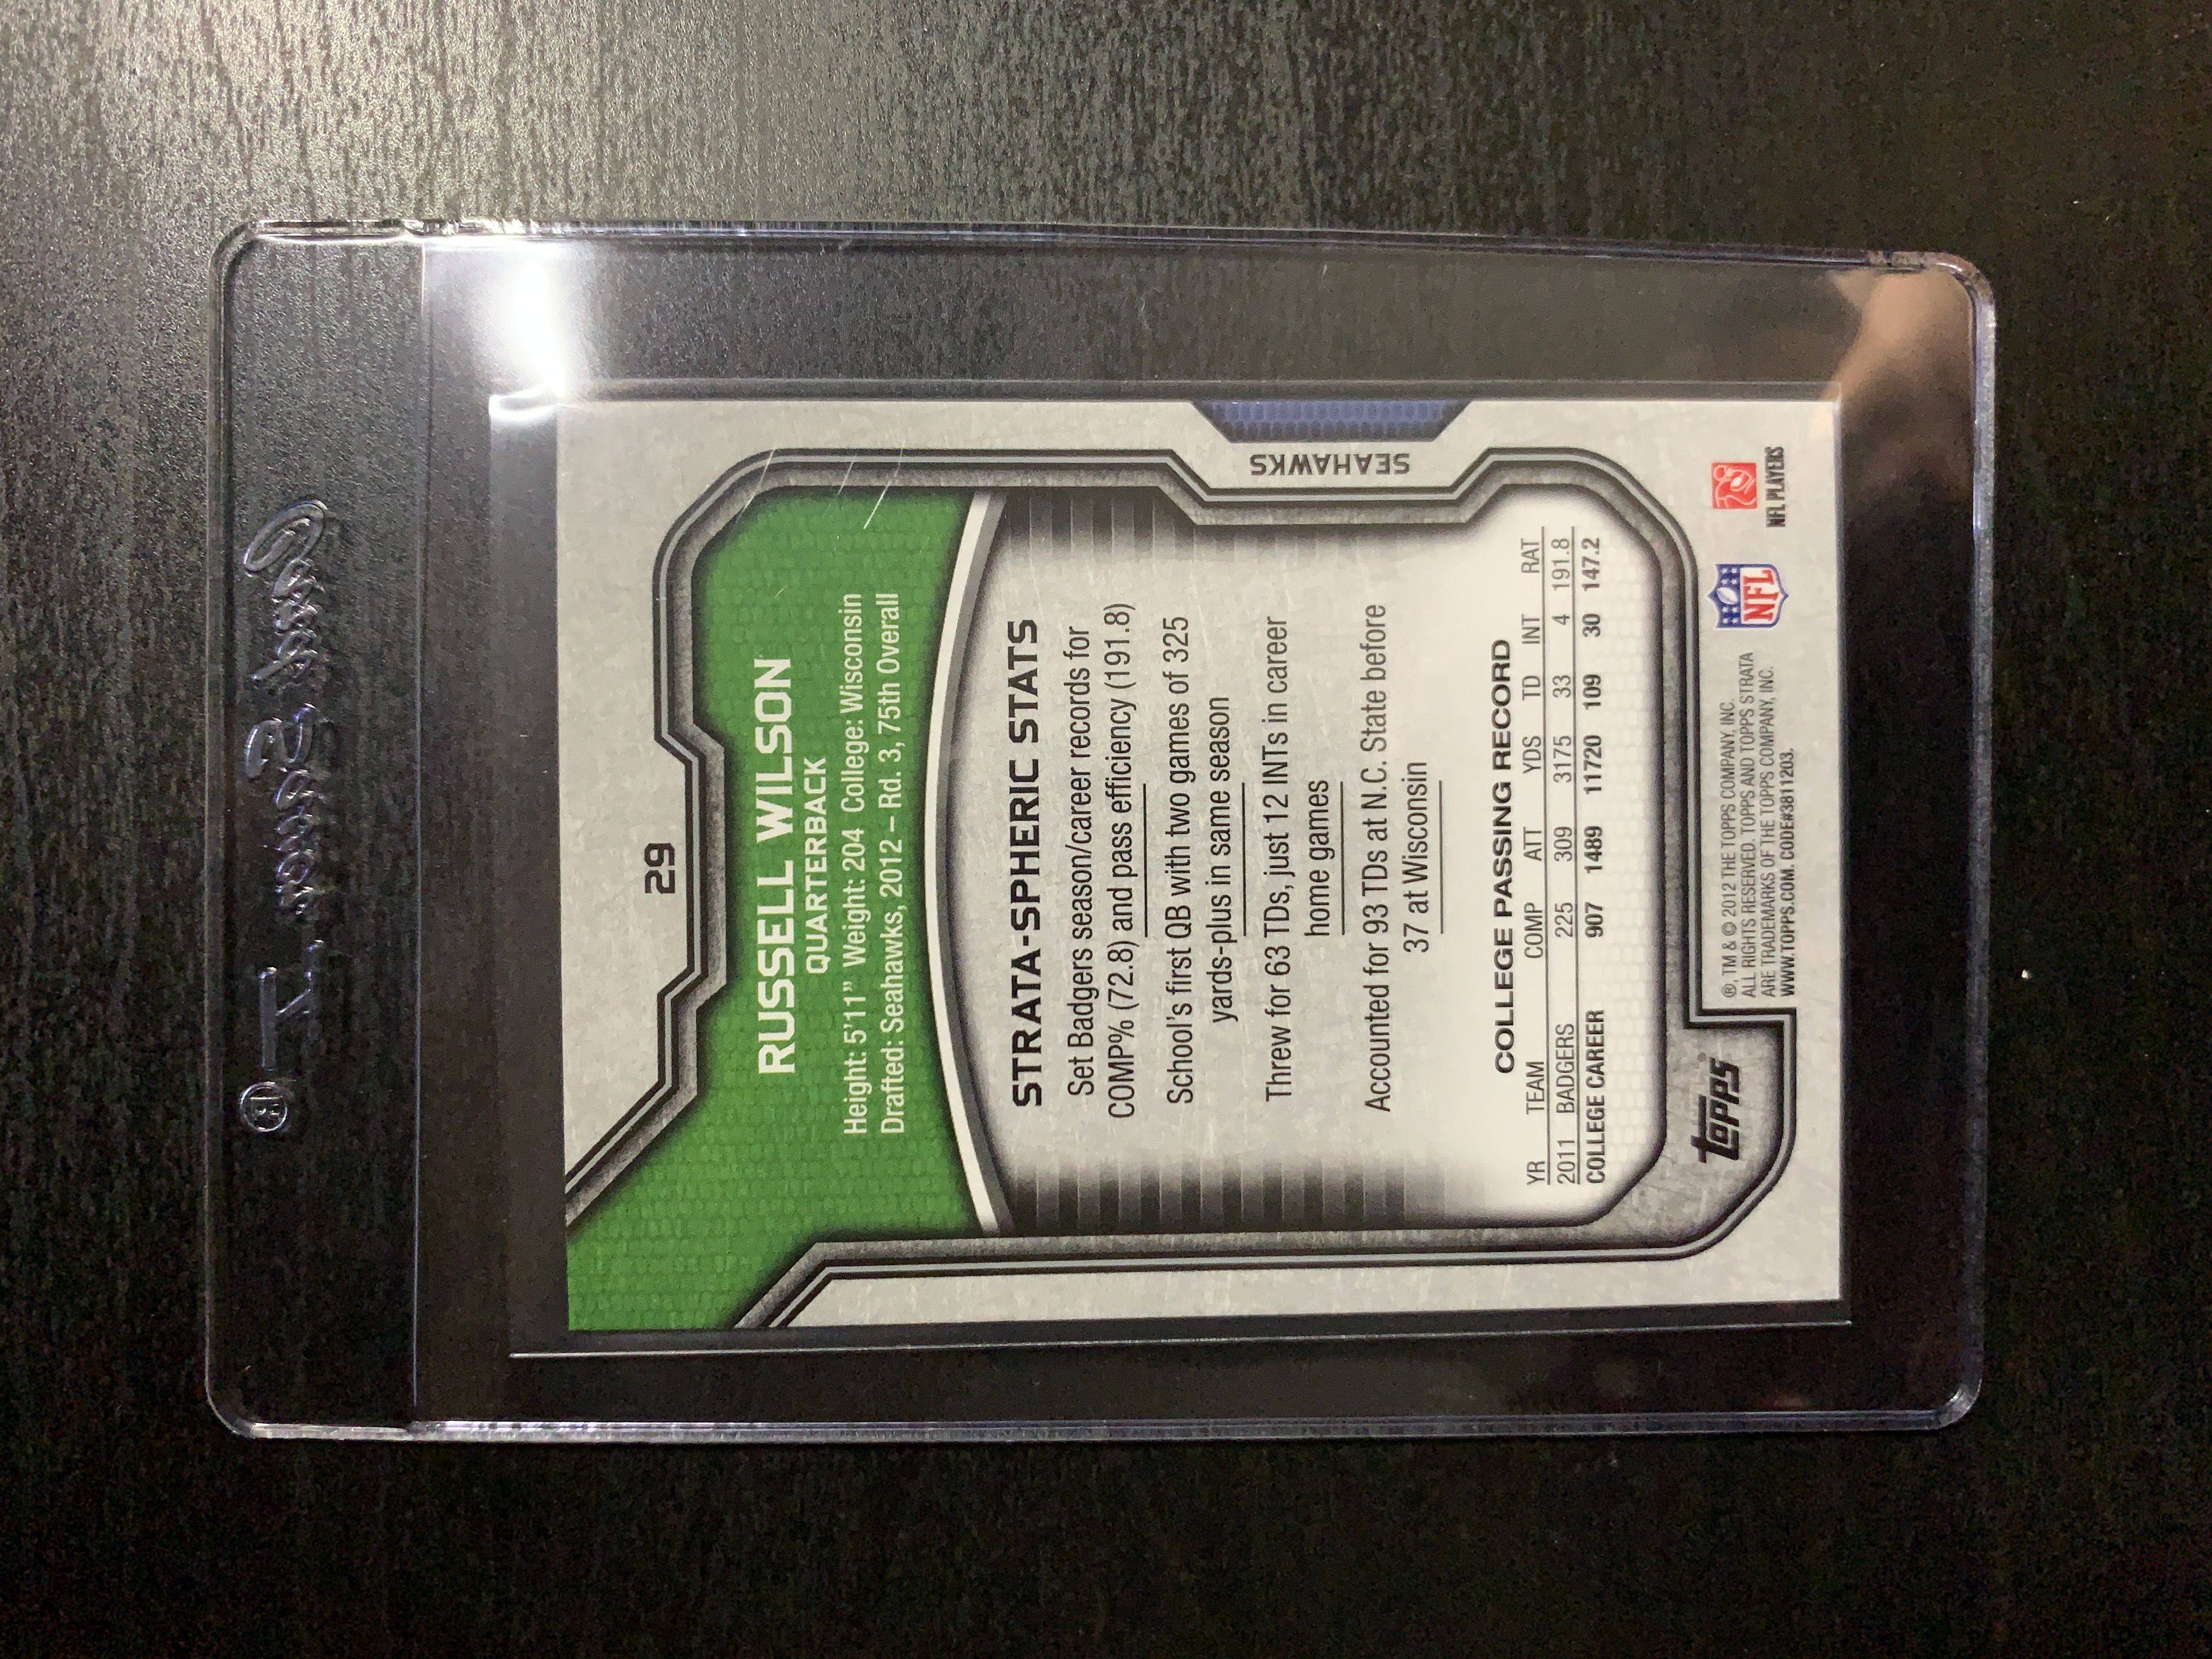 Card Saver I ®
29
RUSSELL WILSON
QUARTERBACK
Height: 5'11" Weight: 204 College: Wisconsin
Drafted: Seahawks, 2012 – Rd. 3, 75th Overall
STRATA-SPHERIC STATS
Set Badgers season/career records for
COMP% (72.8) and pass efficiency (191.8)
School's first QB with two games of 325
yards-plus in same season
Threw for 63 TDs, just 12 INTs in career
home games
Accounted for 93 TDs at N.C. State before
37 at Wisconsin
SEAHAWKS
COLLEGE PASSING RECORD
YR TEAM COMP ATT YDS TD INT RAT
2011 BADGERS 225 309 3175 33 4 191.8
COLLEGE CAREER 907 1489 11720 109 30 147.2
Topps®
®, TM & © 2012 THE TOPPS COMPANY, INC.
ALL RIGHTS RESERVED. TOPPS AND TOPPS STRATA
ARE TRADEMARKS OF THE TOPPS COMPANY, INC.
WWW.TOPPS.COM. CODE#3811203.
NFL
NFL PLAYERS